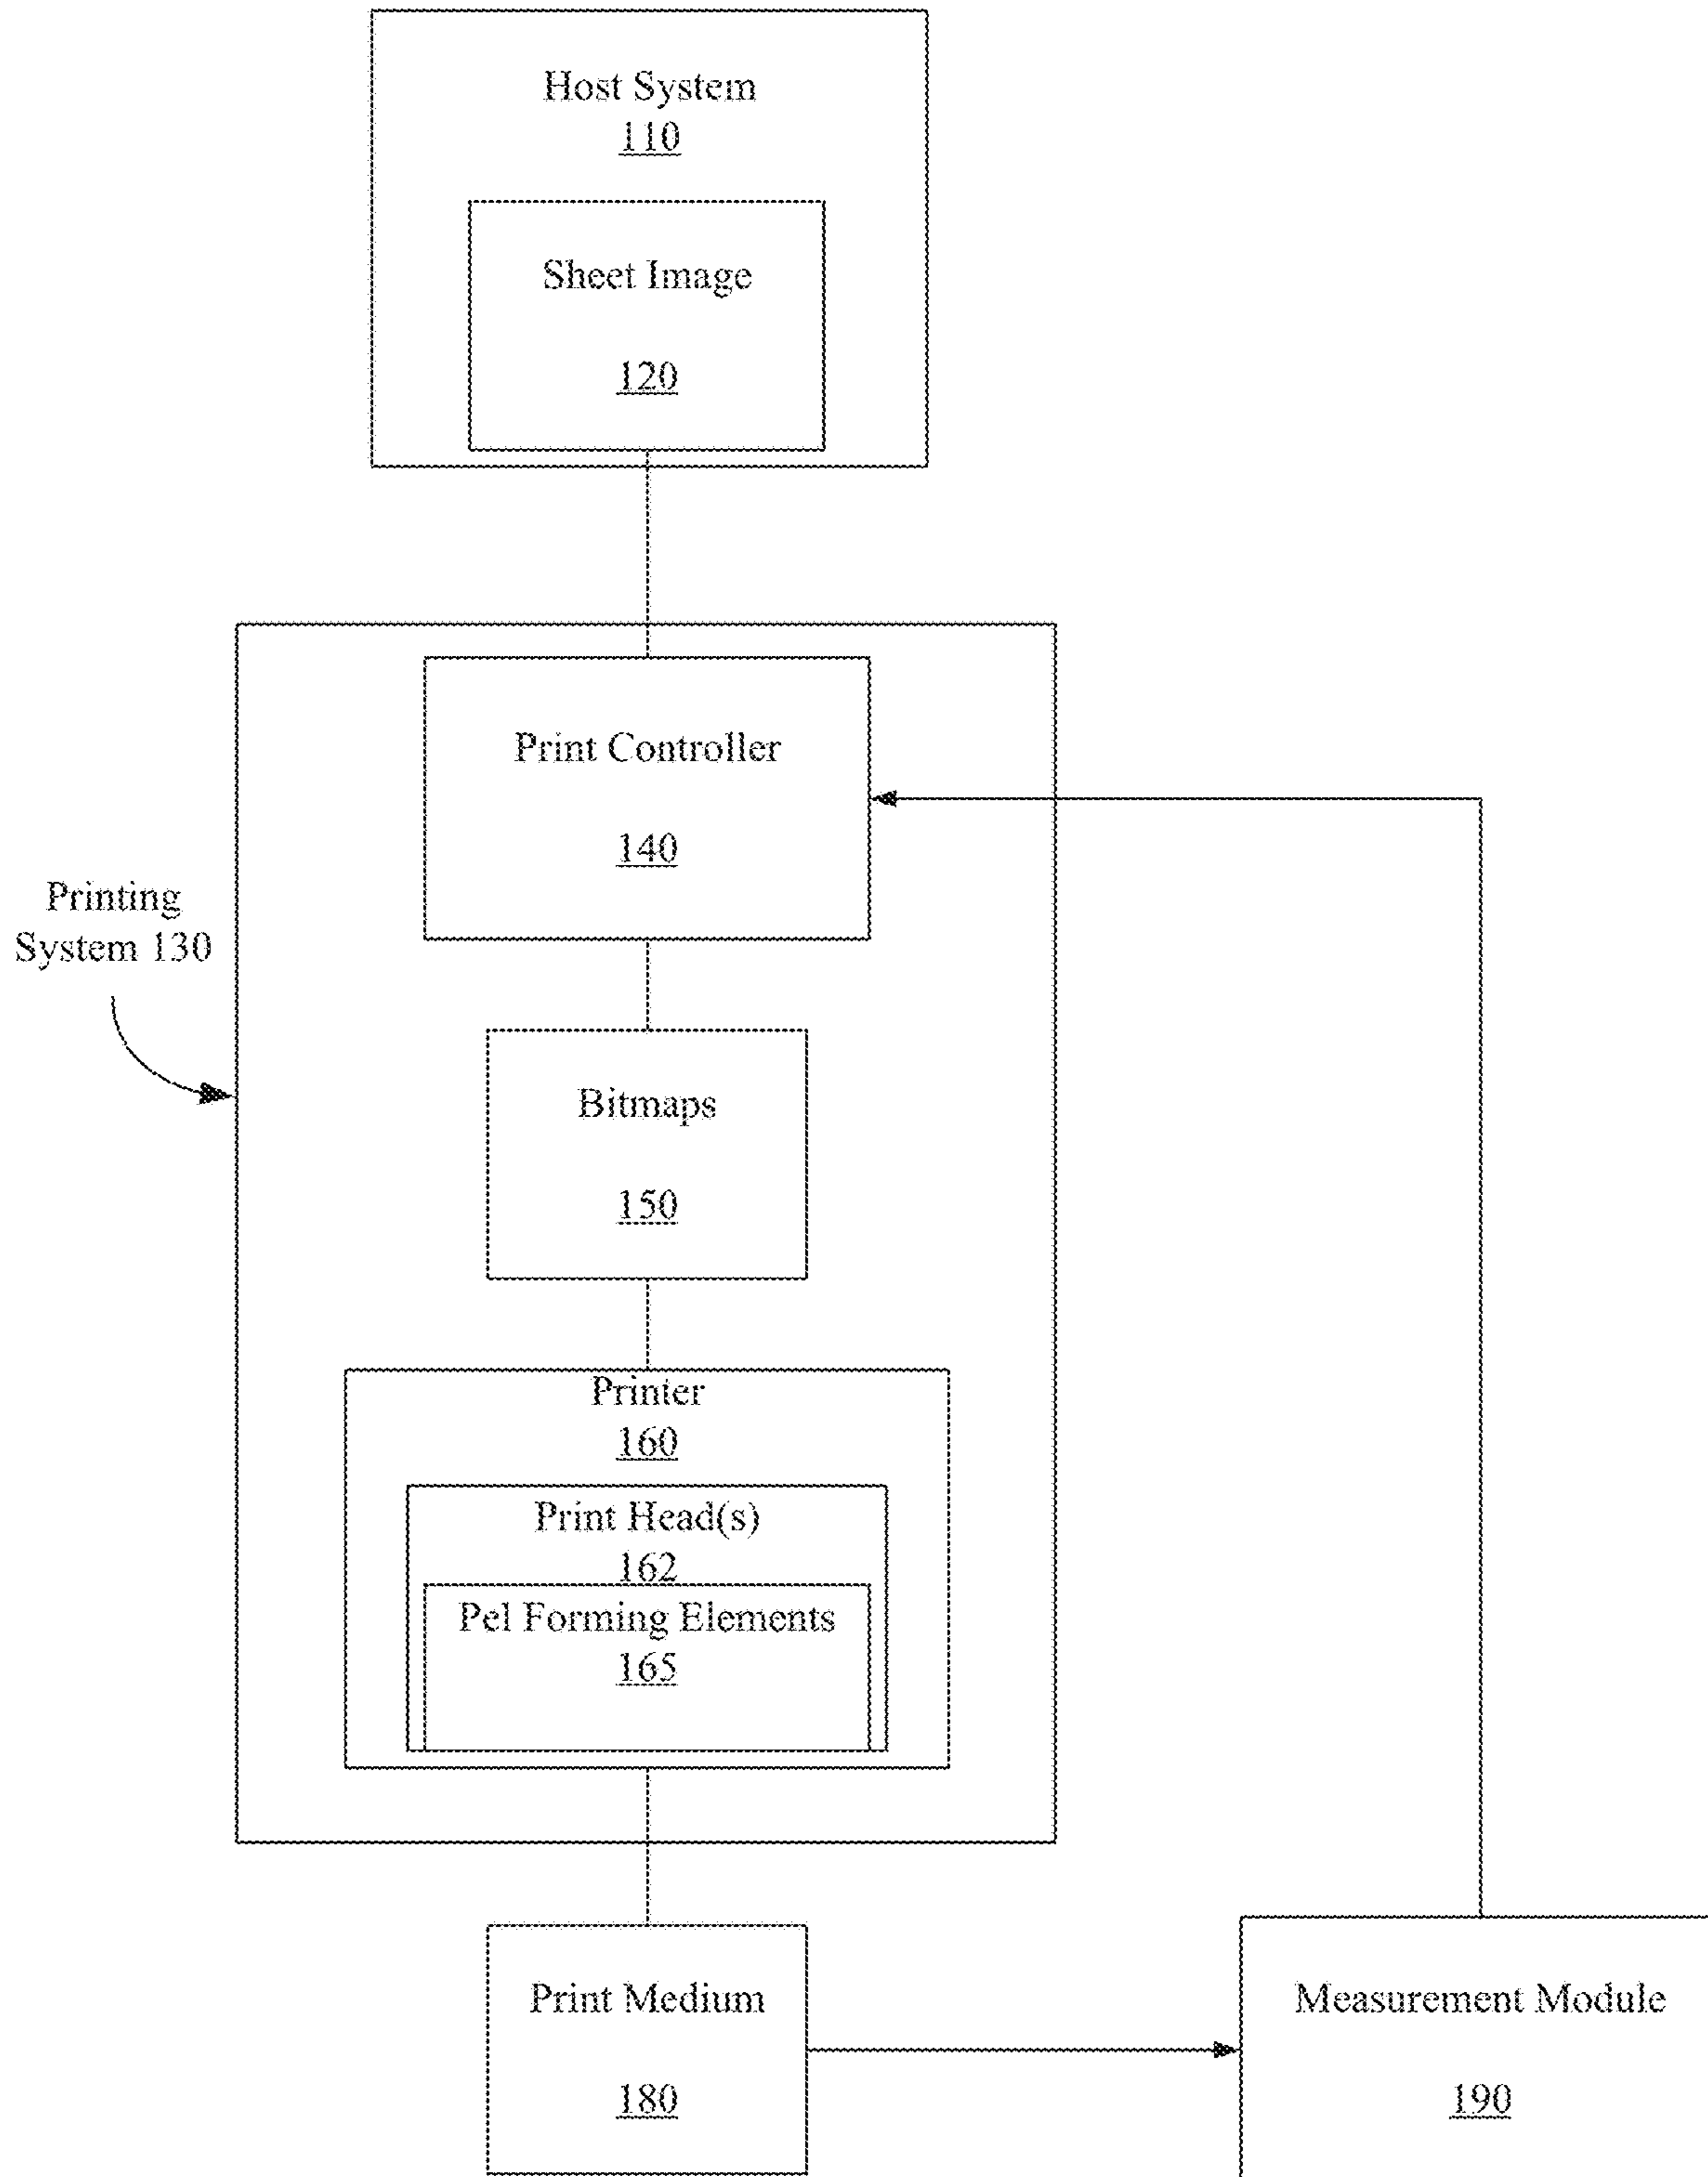 Host System
110
Sheet Image
120
Print Controller
140
Printing
System 130
Bitmaps
150
Printer
160
Print Head(s)
162
Pel Forming Elements
165
Print Medium
180
Measurement Module
190